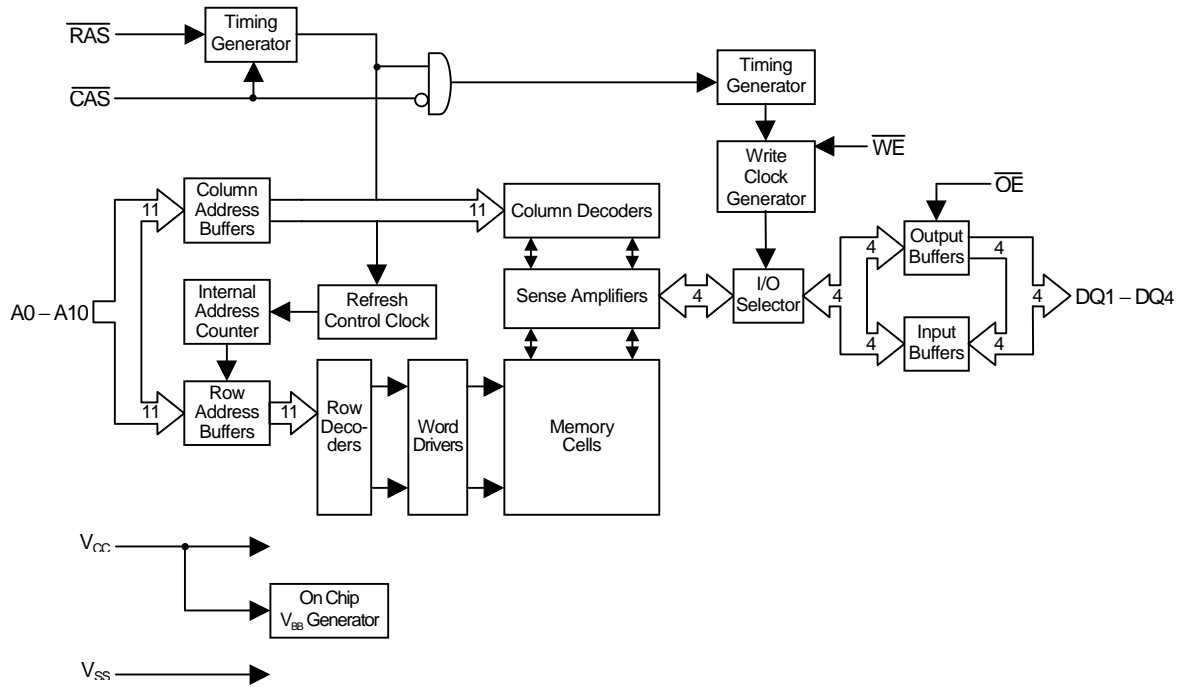 RAS
Timing
Generator
CAS
Timing
Generator
Write
Clock
Generator
WE
OE
11
Column
Address
Buffers
11
Column Decoders
4
Output
Buffers
4
A0 – A10
Internal
Address
Counter
Refresh
Control Clock
Sense Amplifiers
4
I/O
Selector
4
4
DQ1 – DQ4
4
Input
Buffers
4
11
Row
Address
Buffers
11
Row
Deco-
ders
Word
Drivers
Memory
Cells
VCC
On Chip
VBB Generator
VSS